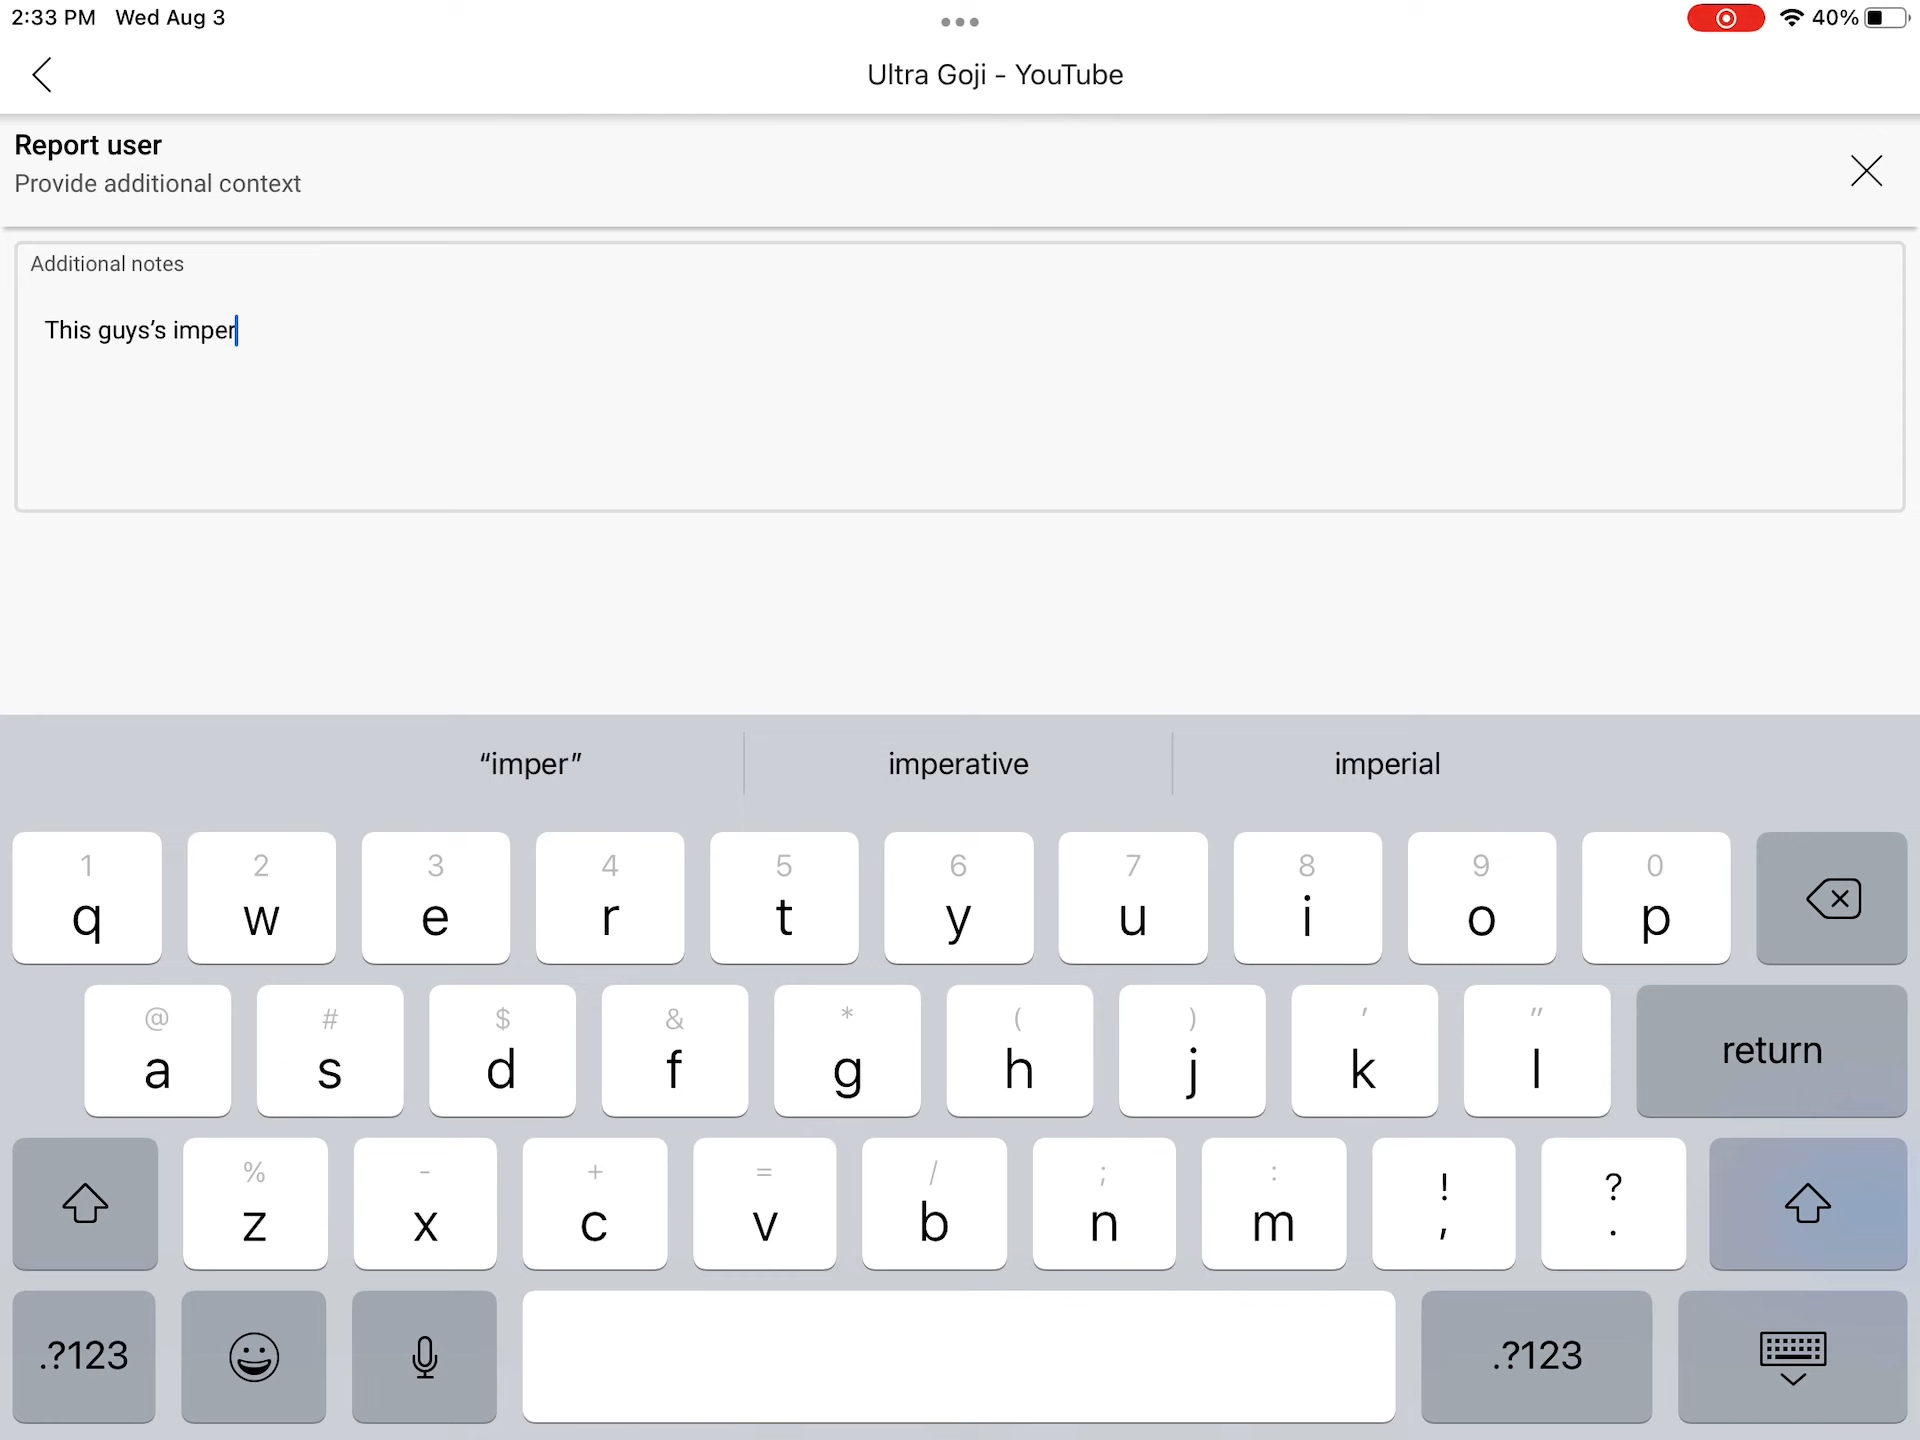 2:33 PM Wed Aug 3
40%
Ultra Goji - YouTube
Report user
Provide additional context
Additional notes
This guys’s imper
“imper” imperative imperial
1 2 3 4 5 6 7 8 9 0
q w e r t y u i o p
@ # $ & * ( ) ' "
a s d f g h j k l return
% - + = / ; : ! ?
z x c v b n m , .
.?123 .?123